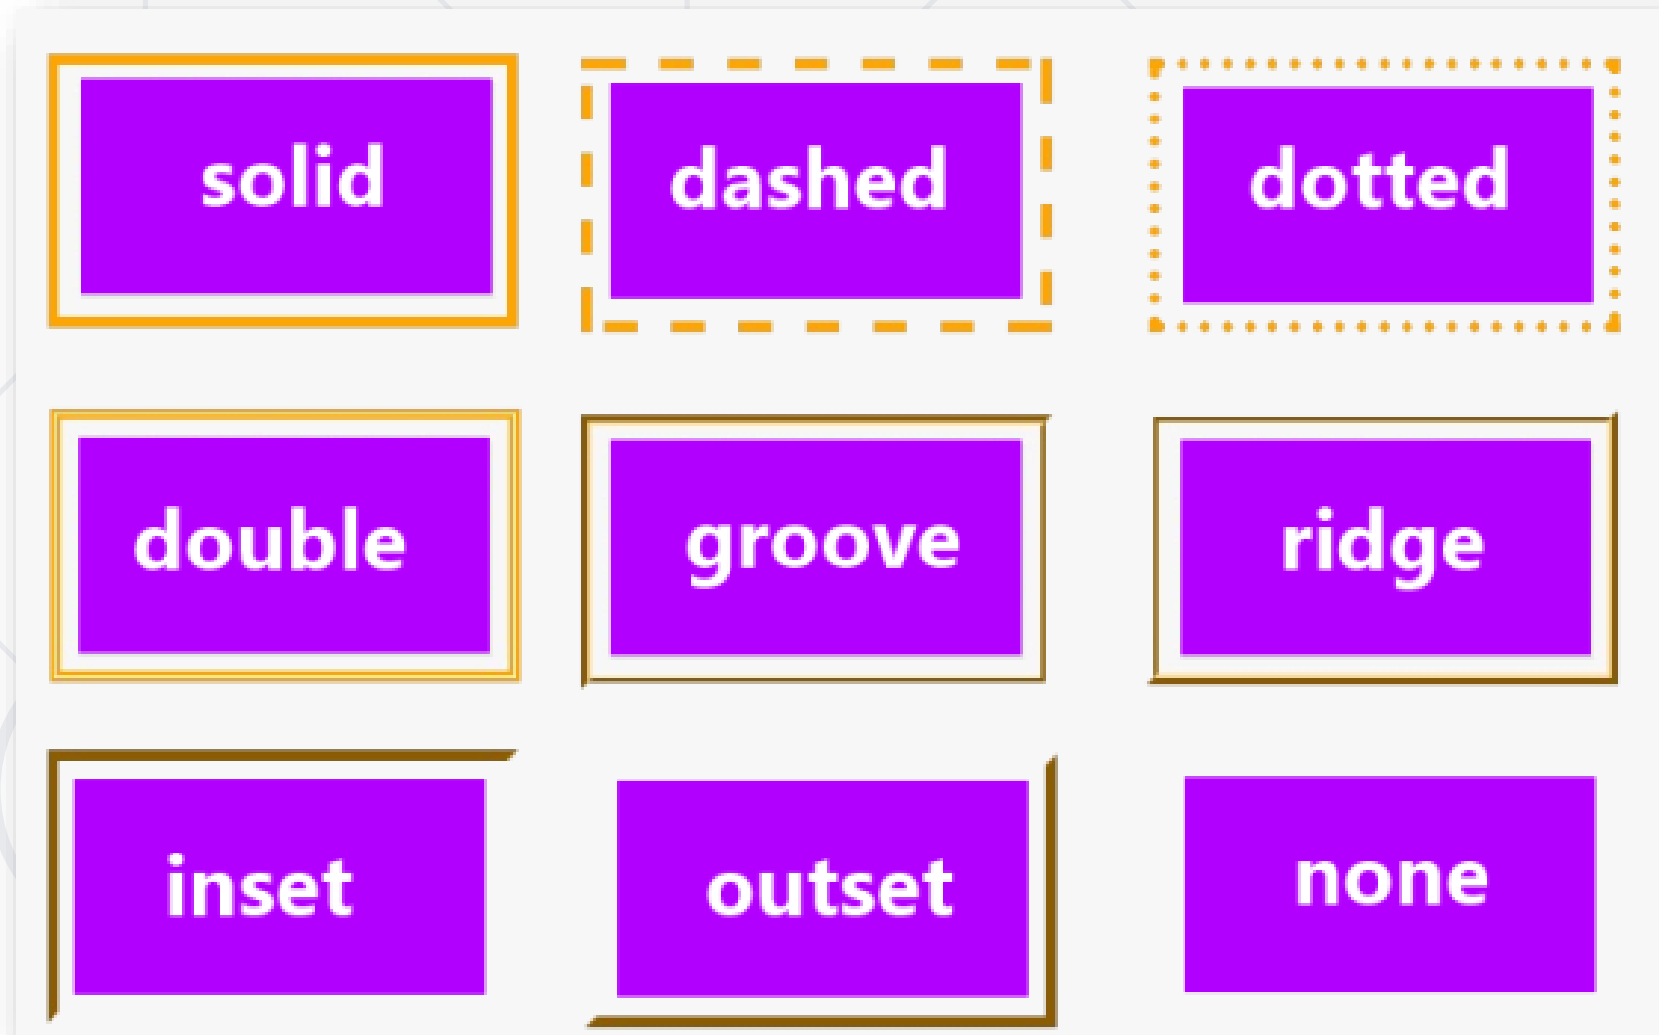 solid
dashed
dotted
double
groove
ridge
inset
outset
none